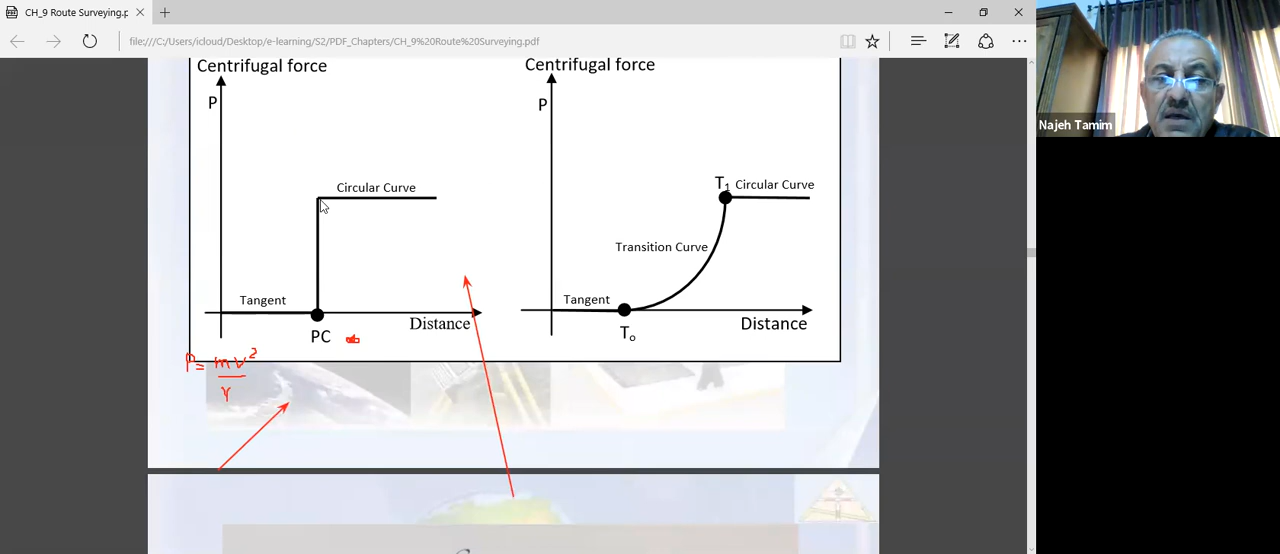 CH_9 Route Surveying.p
file:///C:/Users/icloud/Desktop/e-learning/S2/PDF_Chapters/CH_9%20Route%20Surveying.pdf
Najeh Tamim
Centrifugal force
P
Circular Curve
Tangent
PC
Distance
P = mv²
r
Centrifugal force
P
T1 Circular Curve
Transition Curve
Tangent
To
Distance